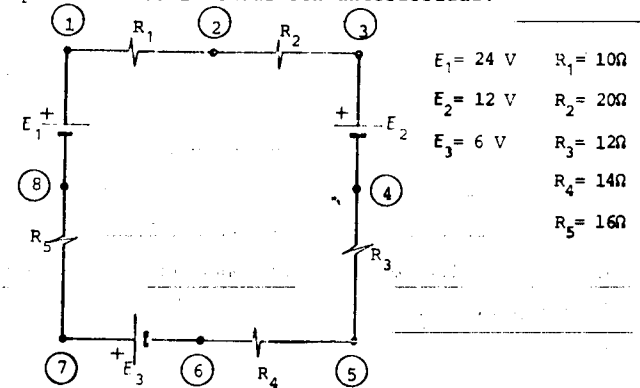 1 R1 2 R2 3
E1 = 24 V R1 = 10Ω
E2 = 12 V R2 = 20Ω
E3 = 6 V R3 = 12Ω
R4 = 14Ω
R5 = 16Ω
+ E1
+ E2
8 4
R5 R3
+ E3 R4
7 6 5